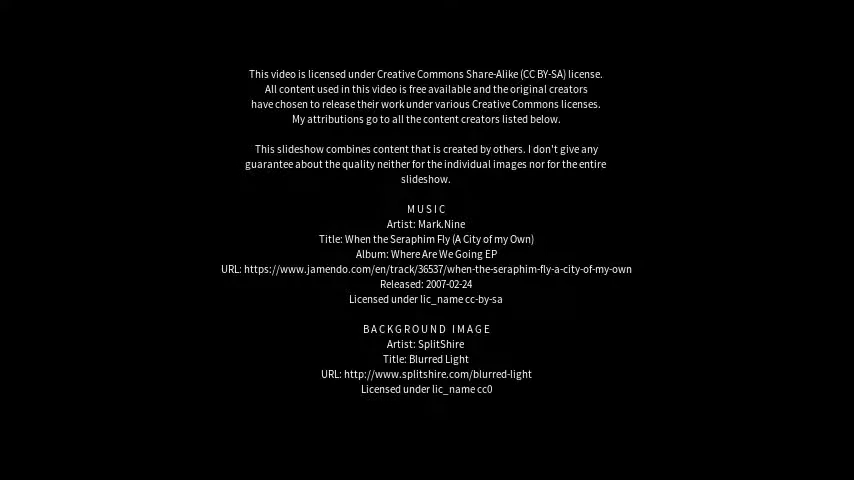 This video is licensed under Creative Commons Share-Alike (CC BY-SA) license.
All content used in this video is free available and the original creators
have chosen to release their work under various Creative Commons licenses.
My attributions go to all the content creators listed below.
This slideshow combines content that is created by others. I don't give any
guarantee about the quality neither for the individual images nor for the entire
slideshow.
M U S I C
Artist: Mark.Nine
Title: When the Seraphim Fly (A City of my Own)
Album: Where Are We Going EP
URL: https://www.jamendo.com/en/track/36537/when-the-seraphim-fly-a-city-of-my-own
Released: 2007-02-24
Licensed under lic_name cc-by-sa
B A C K G R O U N D   I M A G E
Artist: SplitShire
Title: Blurred Light
URL: http://www.splitshire.com/blurred-light
Licensed under lic_name cc0